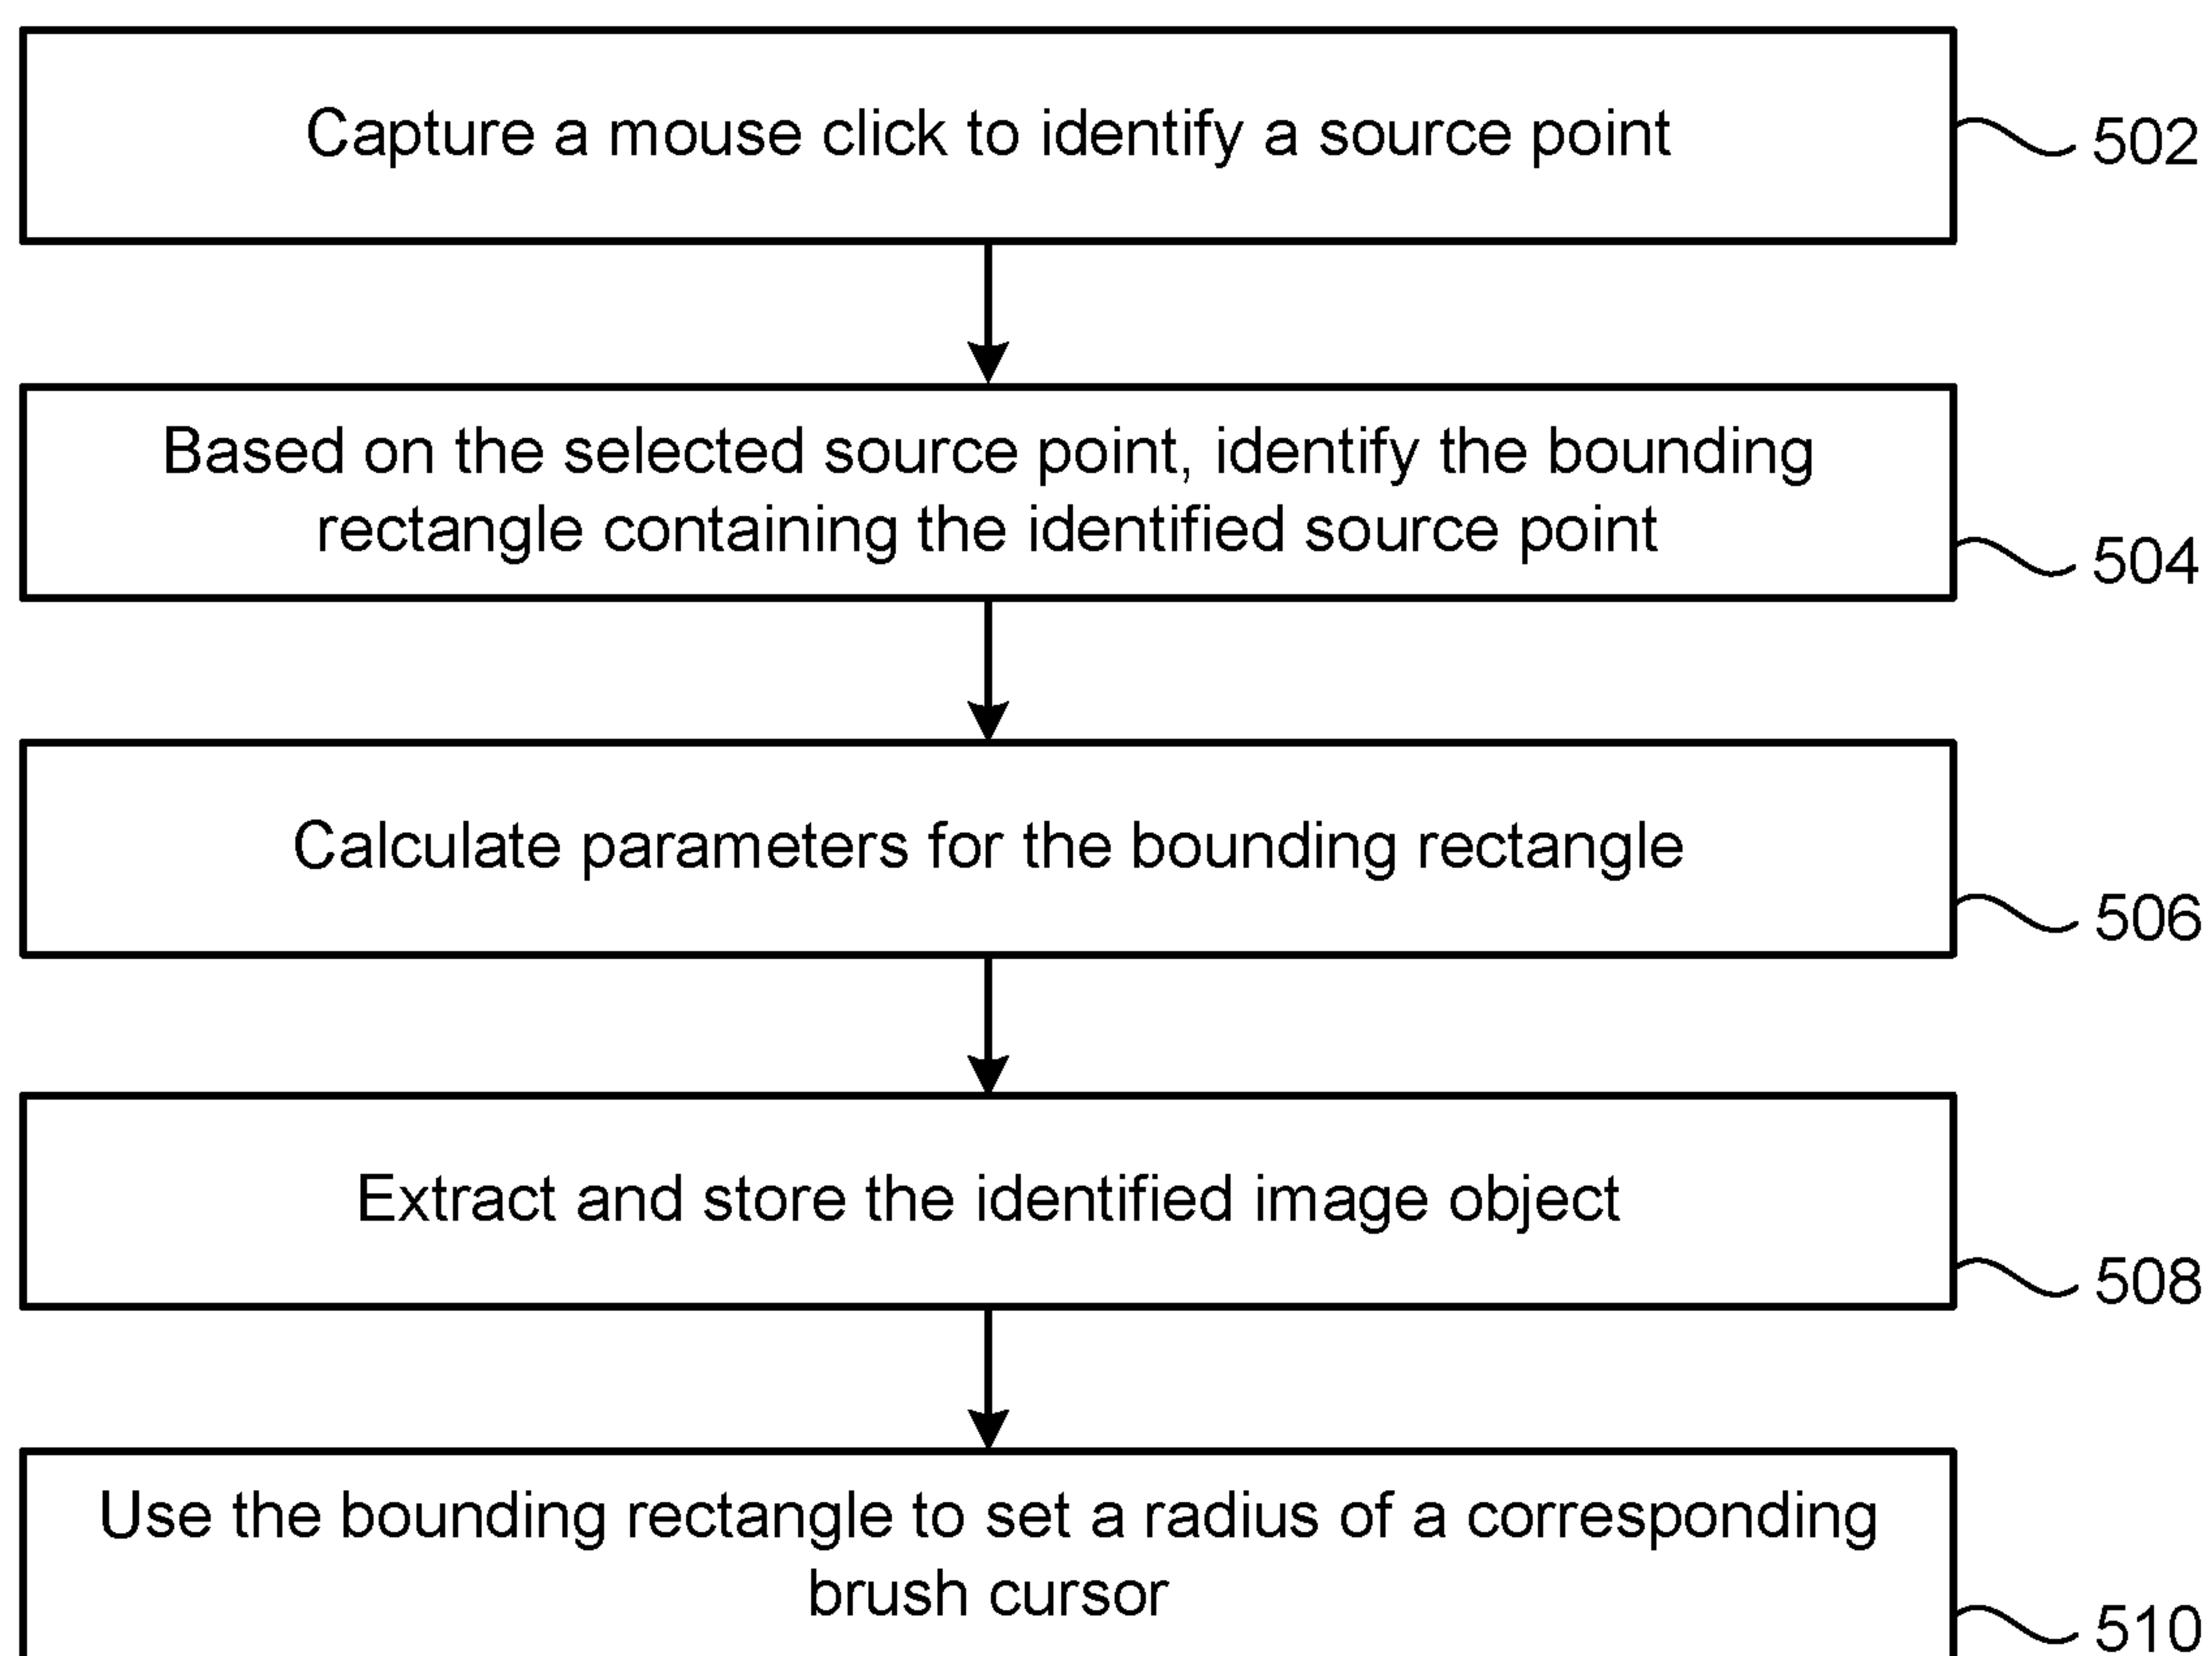 Capture a mouse click to identify a source point
502
Based on the selected source point, identify the bounding
rectangle containing the identified source point
504
Calculate parameters for the bounding rectangle
506
Extract and store the identified image object
508
Use the bounding rectangle to set a radius of a corresponding
brush cursor
510